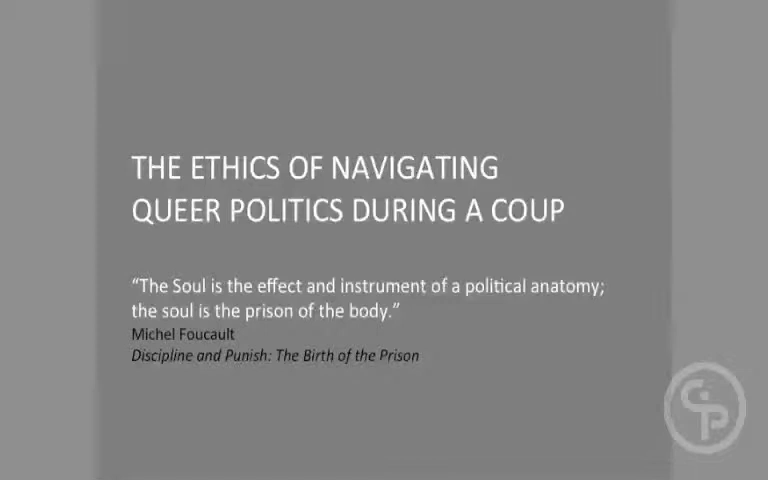 THE ETHICS OF NAVIGATING
QUEER POLITICS DURING A COUP
“The Soul is the effect and instrument of a political anatomy;
the soul is the prison of the body.”
Michel Foucault
Discipline and Punish: The Birth of the Prison
CP